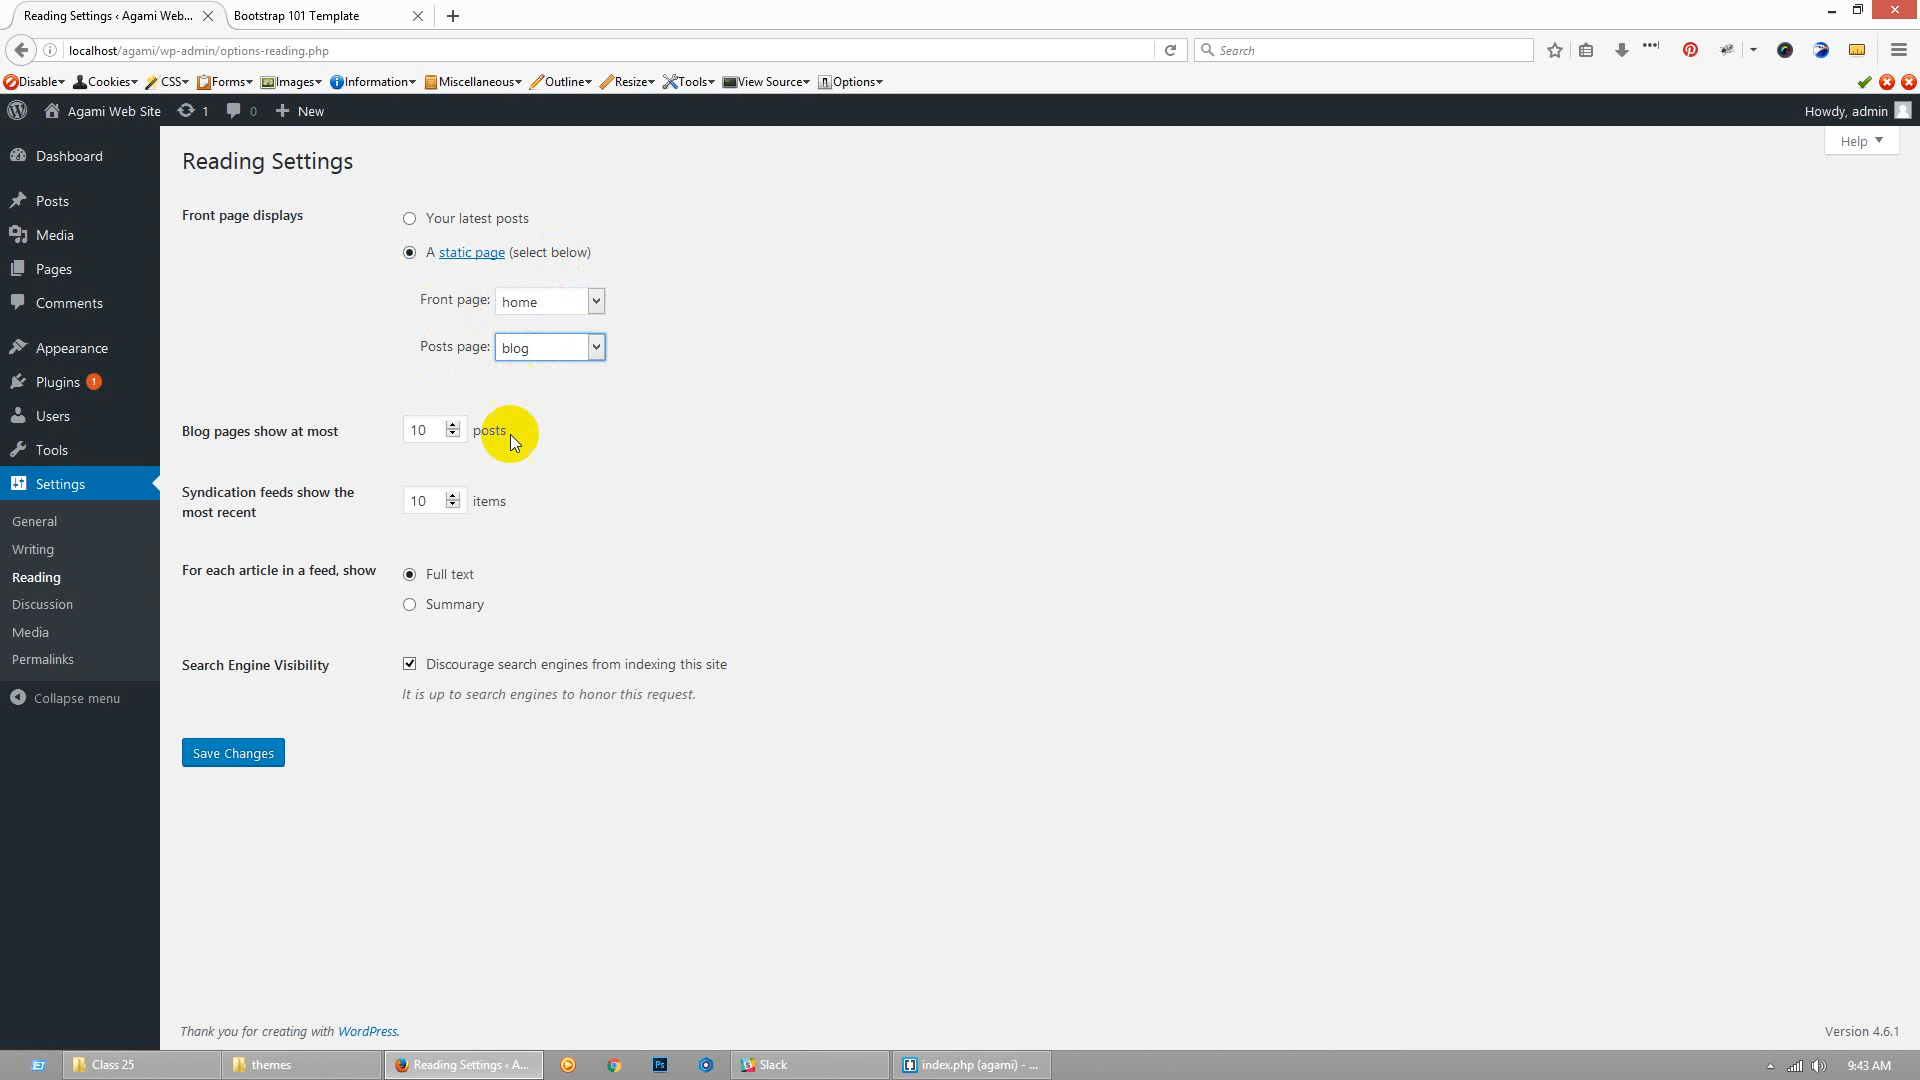 Reading Settings ‹ Agami Web...
Bootstrap 101 Template
localhost/agami/wp-admin/options-reading.php
Search
Disable
Cookies
CSS
Forms
Images
Information
Miscellaneous
Outline
Resize
Tools
View Source
Options
Agami Web Site
1
0
New
Howdy, admin
Help
Dashboard
Posts
Media
Pages
Comments
Appearance
Plugins 1
Users
Tools
Settings
General
Writing
Reading
Discussion
Media
Permalinks
Collapse menu
Reading Settings
Front page displays
Your latest posts
A static page (select below)
Front page: home
Posts page: blog
Blog pages show at most
10 posts
Syndication feeds show the
most recent
10 items
For each article in a feed, show
Full text
Summary
Search Engine Visibility
Discourage search engines from indexing this site
It is up to search engines to honor this request.
Save Changes
Thank you for creating with WordPress.
Version 4.6.1
Class 25
themes
Reading Settings ‹ A...
Ps
Slack
index.php (agami) - ...
9:43 AM